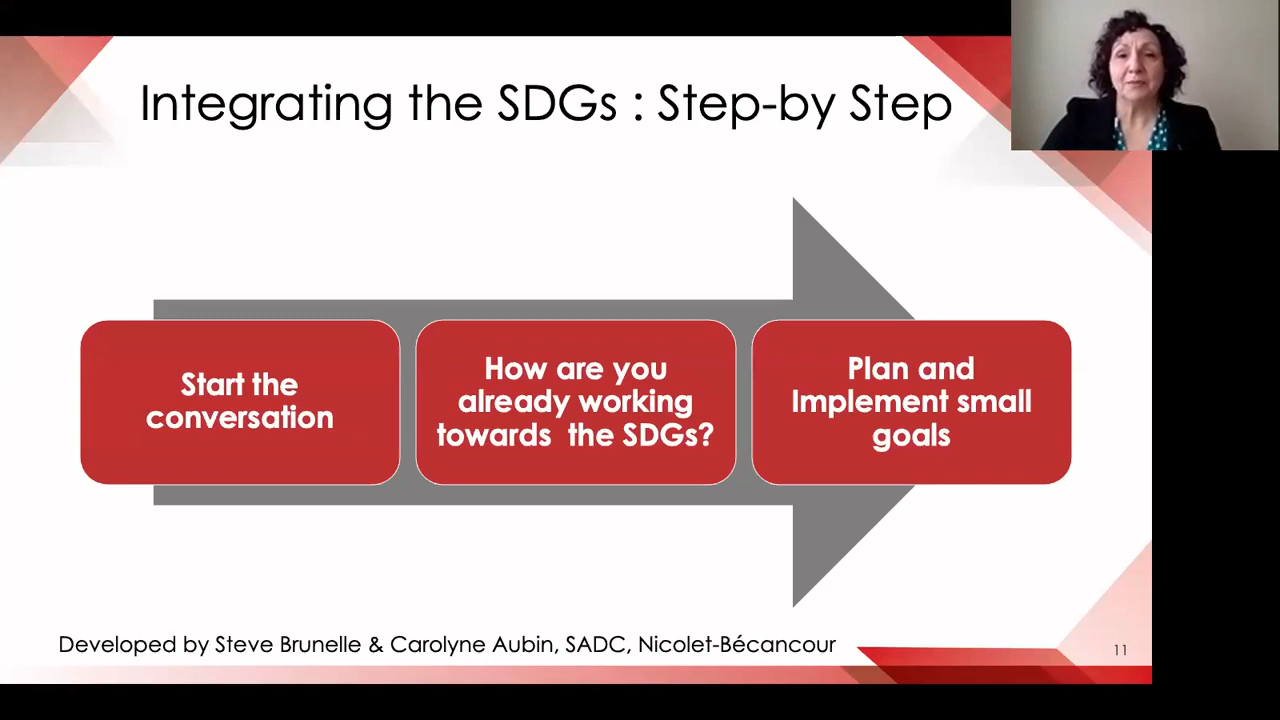 Integrating the SDGs : Step-by Step
Start the
conversation
How are you
already working
towards  the SDGs?
Plan and
Implement small
goals
Developed by Steve Brunelle & Carolyne Aubin, SADC, Nicolet-Bécancour
11